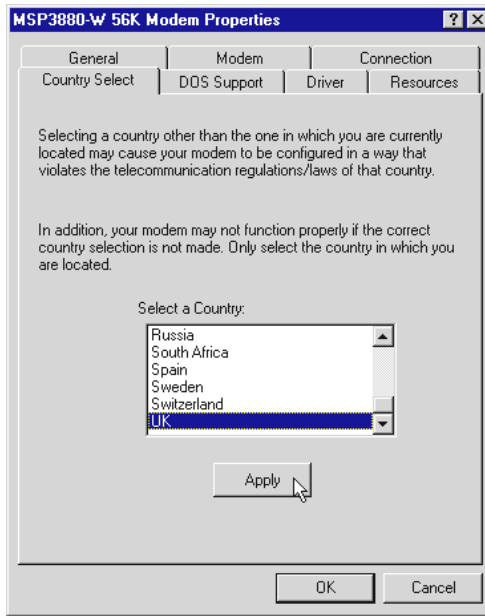 MSP3880-W 56K Modem Properties
General Modem Connection
Country Select DOS Support Driver Resources
Selecting a country other than the one in which you are currently
located may cause your modem to be configured in a way that
violates the telecommunication regulations/laws of that country.
In addition, your modem may not function properly if the correct
country selection is not made. Only select the country in which you
are located.
Select a Country:
Russia
South Africa
Spain
Sweden
Switzerland
UK
Apply
OK Cancel